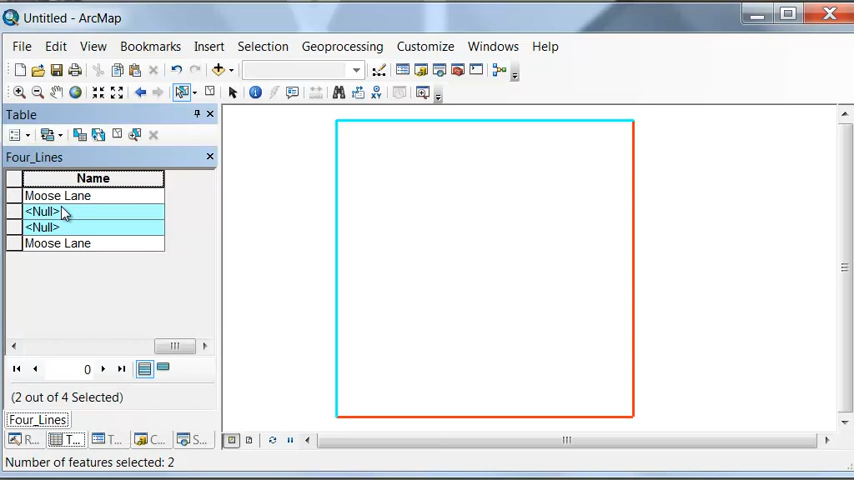 Untitled - ArcMap
File Edit View Bookmarks Insert Selection Geoprocessing Customize Windows Help
Table
Four_Lines
Name
Moose Lane
<Null>
<Null>
Moose Lane
0
(2 out of 4 Selected)
Four_Lines
R... T... T... C... S...
Number of features selected: 2